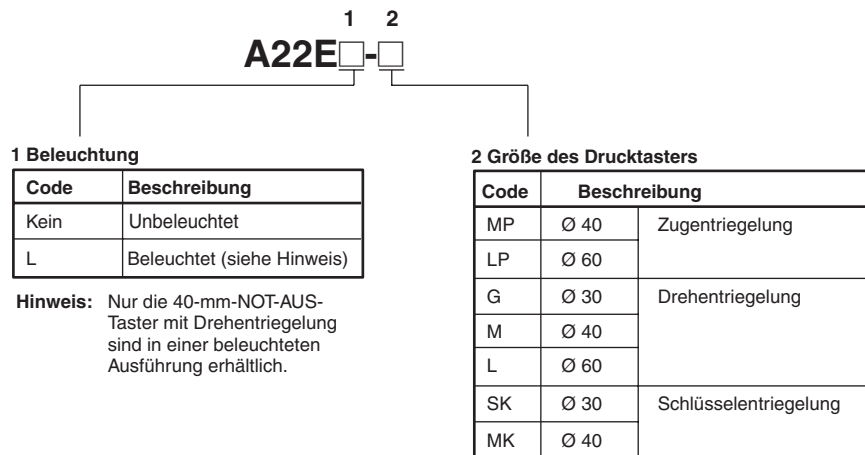 1 2
A22E□-□
1 Beleuchtung
Code Beschreibung
Kein Unbeleuchtet
L Beleuchtet (siehe Hinweis)
Hinweis: Nur die 40-mm-NOT-AUS-
Taster mit Drehentriegelung
sind in einer beleuchteten
Ausführung erhältlich.
2 Größe des Drucktasters
Code Beschreibung
MP Ø 40 Zugentriegelung
LP Ø 60
G Ø 30 Drehentriegelung
M Ø 40
L Ø 60
SK Ø 30 Schlüsselentriegelung
MK Ø 40